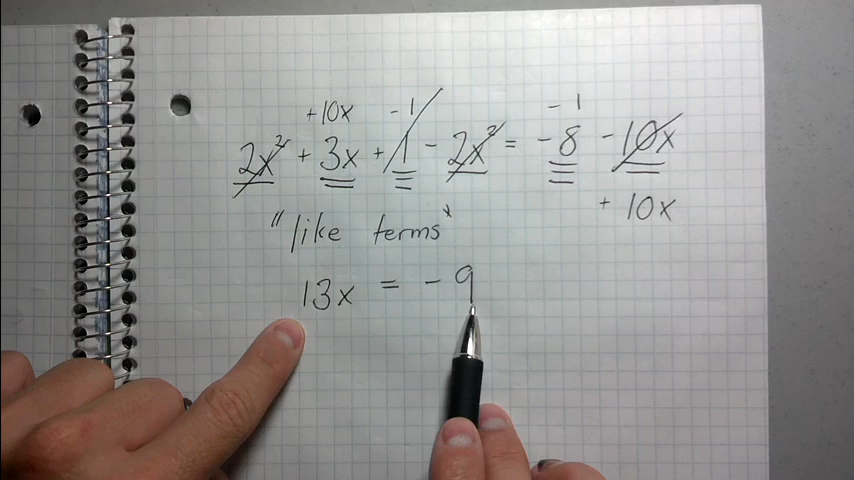 +10x -1 -1
2x² + 3x + 1 - 2x² = -8 -10x
+ 10x
"like terms"
13x = -9